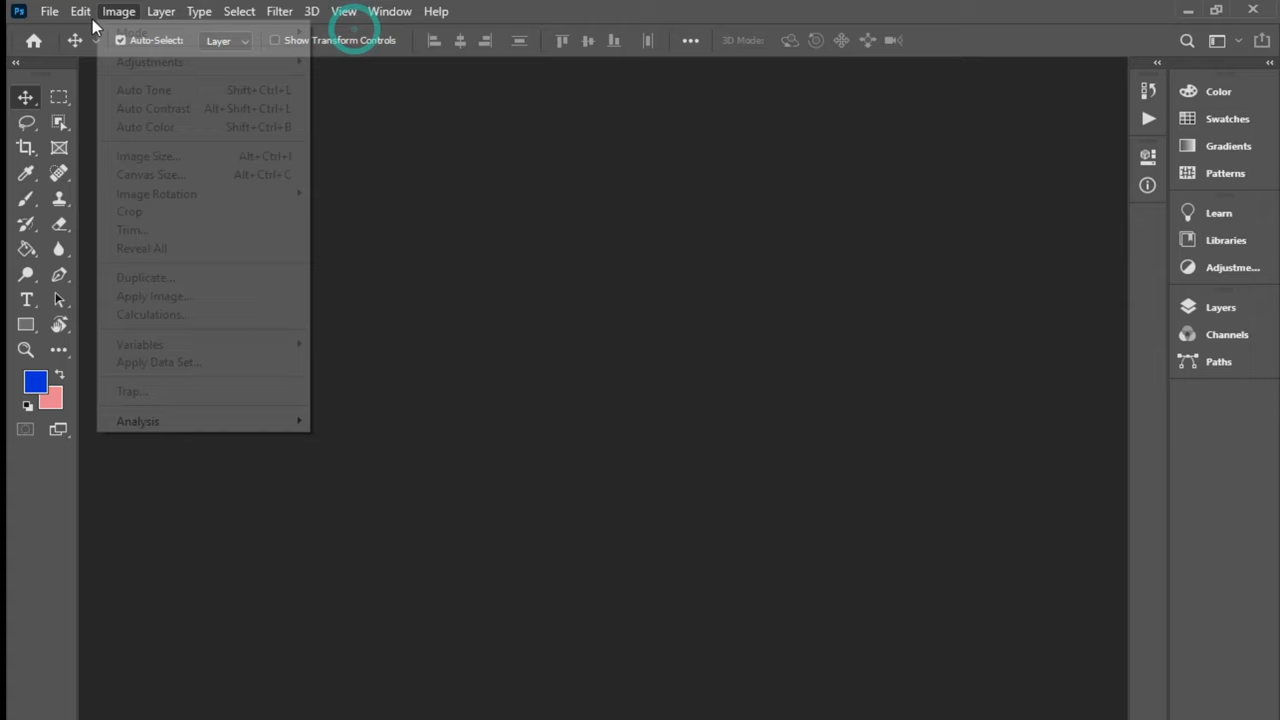 Ps File Edit Image Layer Type Select Filter 3D View Window Help
Mode
Auto-Select: Layer Show Transform Controls 3D Mode:
Adjustments
Auto Tone Shift+Ctrl+L
Auto Contrast Alt+Shift+Ctrl+L
Auto Color Shift+Ctrl+B
Image Size... Alt+Ctrl+I
Canvas Size... Alt+Ctrl+C
Image Rotation
Crop
Trim...
Reveal All
Duplicate...
Apply Image...
Calculations...
Variables
Apply Data Set...
Trap...
Analysis
Color
Swatches
Gradients
Patterns
Learn
Libraries
Adjustme...
Layers
Channels
Paths